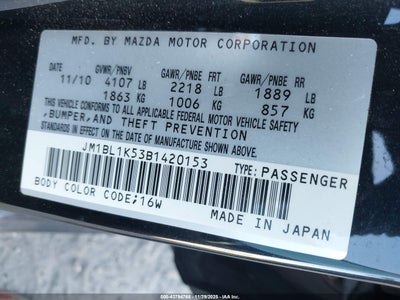 MFD. BY MAZDA MOTOR CORPORATION
DATE GVWR/PNBV GAWR/PNBE FRT GAWR/PNBE RR
11/10 4107 LB 2218 LB 1889 LB
1863 KG 1006 KG 857 KG
THIS VEHICLE CONFORMS TO ALL APPLICABLE FEDERAL MOTOR VEHICLE SAFETY
,BUMPER, AND THEFT PREVENTION
STANDARDS IN EFFECT ON THE DATE OF MANUFACTURE SHOWN ABOVE.
JM1BL1K53B1420153 TYPE:PASSENGER
BODY COLOR CODE;16W MADE IN JAPAN